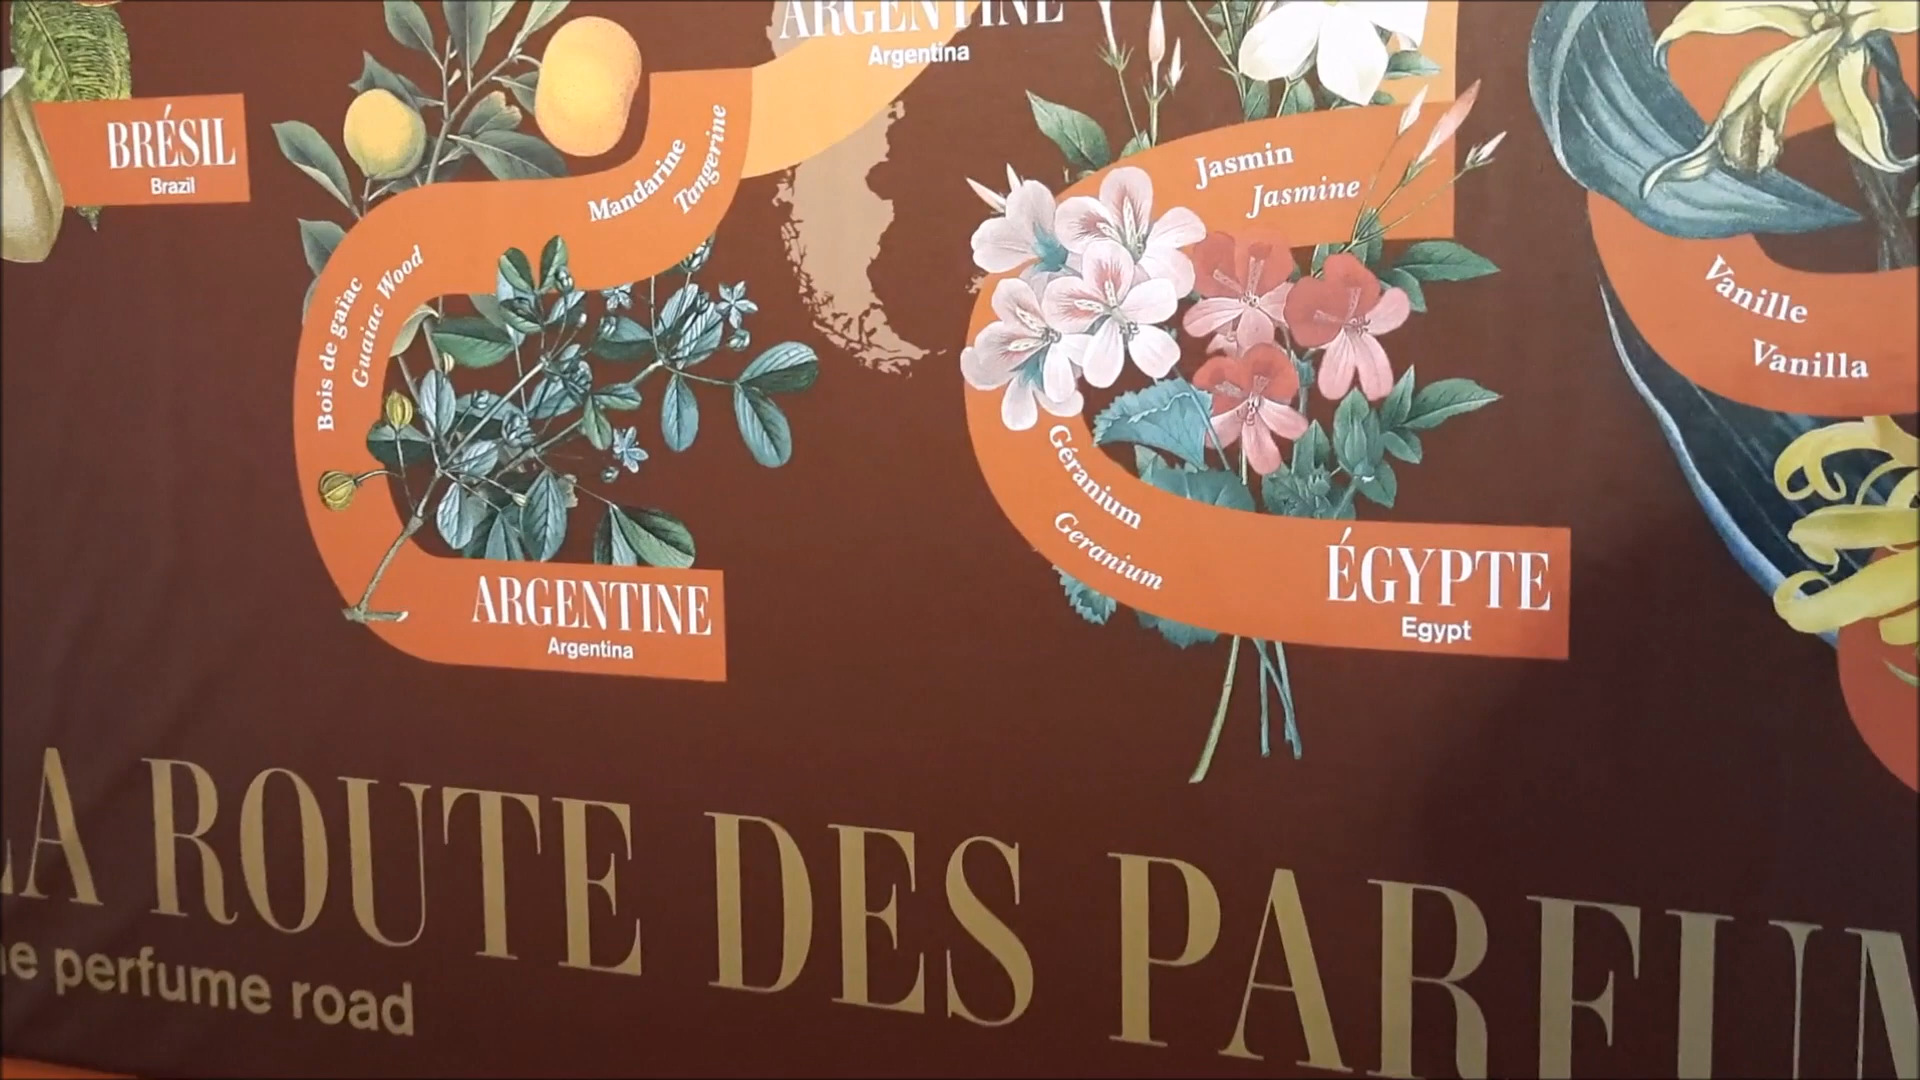 ARGENTINE
Argentina
BRÉSIL
Brazil
Mandarine
Tangerine
Jasmin
Jasmine
Bois de gaïac
Guaiac Wood
Vanille
Vanilla
Géranium
Geranium
ÉGYPTE
Egypt
ARGENTINE
Argentina
LA ROUTE DES PARFUM
he perfume road